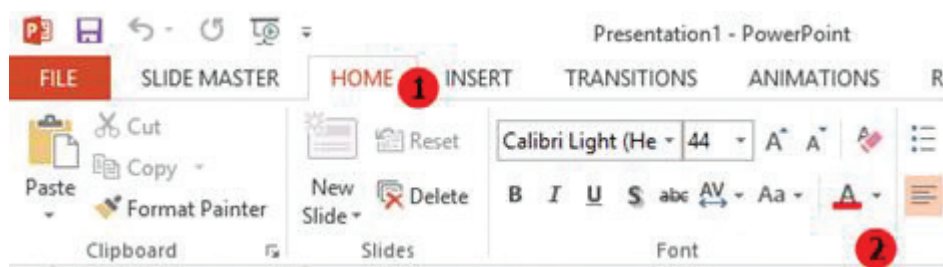 Presentation1 - PowerPoint
FILE SLIDE MASTER HOME 1 INSERT TRANSITIONS ANIMATIONS R
Cut
Copy
Paste
Format Painter
Clipboard
New
Slide
Reset
Delete
Slides
Calibri Light (He 44 A A
B I U S abc AV Aa A
Font
2